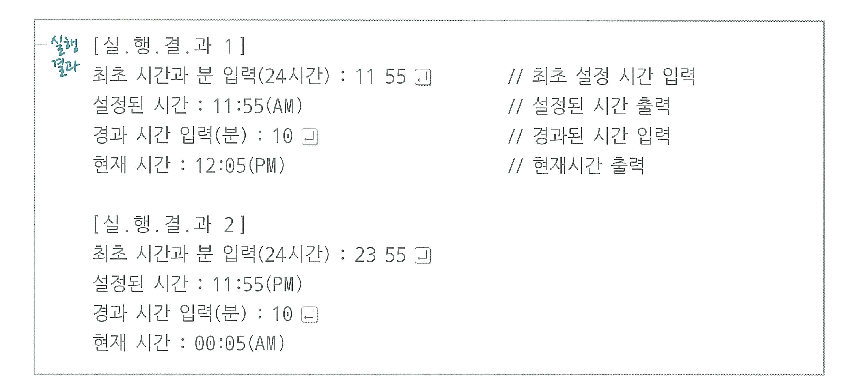 실행
결과
[실.행.결.과 1]
최초 시간과 분 입력(24시간) : 11 55 // 최초 설정 시간 입력
설정된 시간 : 11:55(AM) // 설정된 시간 출력
경과 시간 입력(분) : 10 // 경과된 시간 입력
현재 시간 : 12:05(PM) // 현재시간 출력
[실.행.결.과 2]
최초 시간과 분 입력(24시간) : 23 55
설정된 시간 : 11:55(PM)
경과 시간 입력(분) : 10
현재 시간 : 00:05(AM)